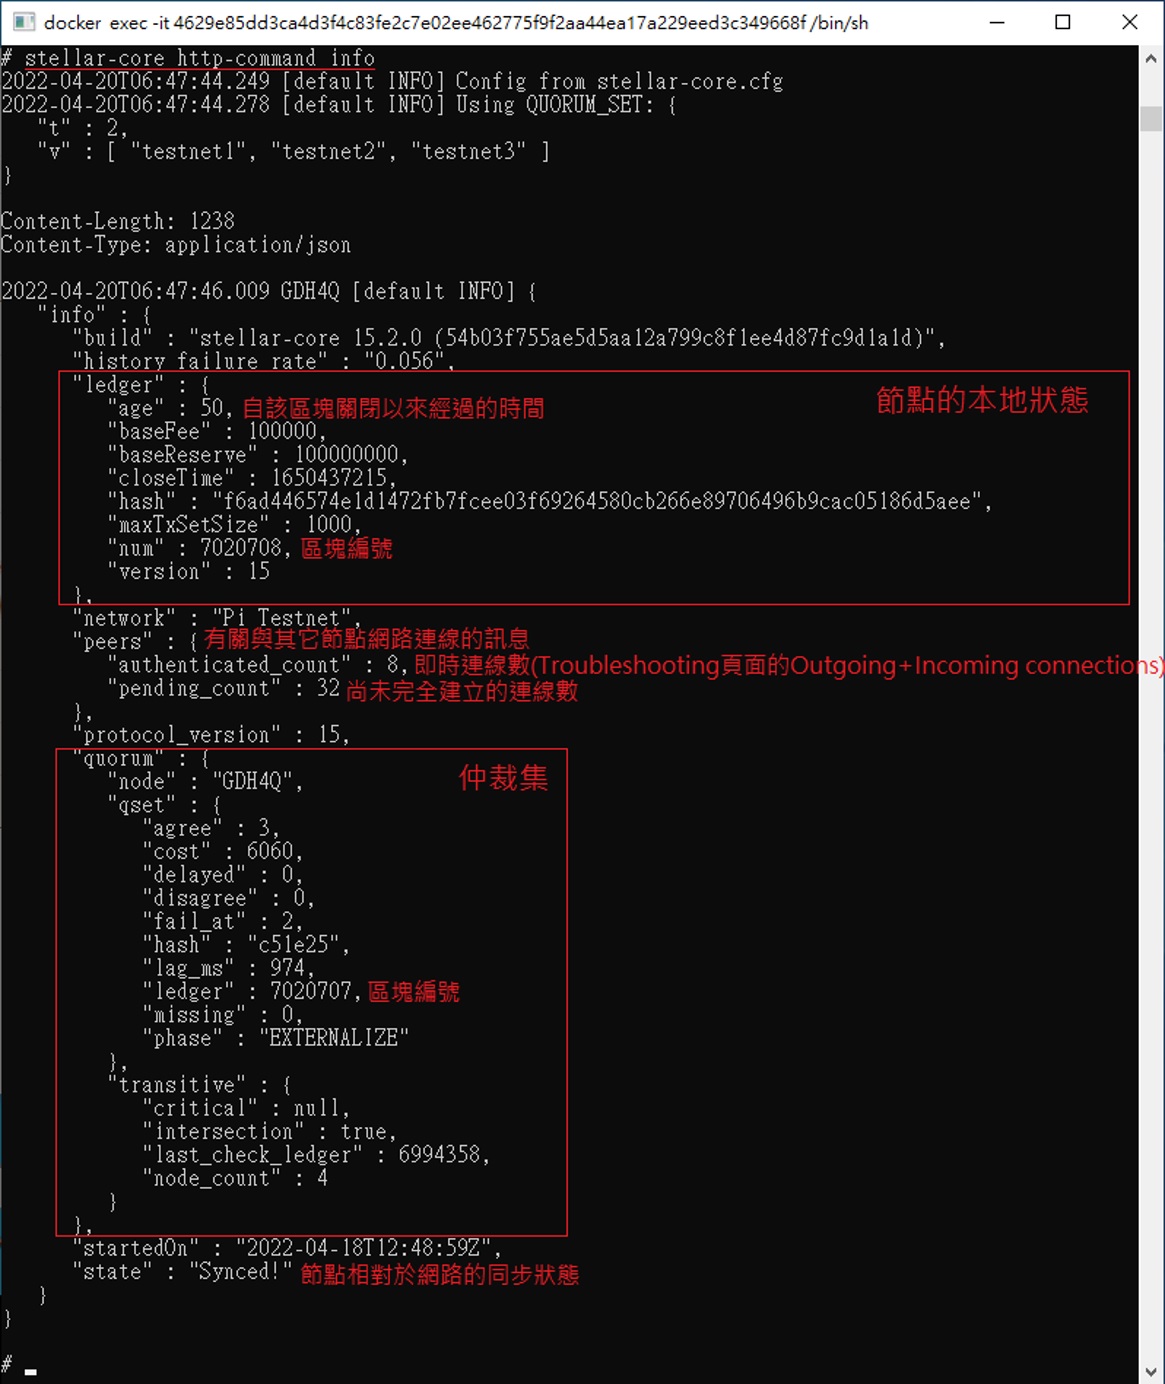 docker  exec -it 4629e85dd3ca4d3f4c83fe2c7e02ee462775f9f2aa44ea17a229eed3c349668f /bin/sh
# stellar-core http-command info
2022-04-20T06:47:44.249 [default INFO] Config from stellar-core.cfg
2022-04-20T06:47:44.278 [default INFO] Using QUORUM_SET: {
"t" : 2,
"v" : [ "testnet1", "testnet2", "testnet3" ]
}
Content-Length: 1238
Content-Type: application/json
2022-04-20T06:47:46.009 GDH4Q [default INFO] {
"info" : {
"build" : "stellar-core 15.2.0 (54b03f755ae5d5aa12a799c8f1ee4d87fc9d1a1d)",
"history_failure_rate" : "0.056",
"ledger" : { 節點的本地狀態
"age" : 50, 自該區塊關閉以來經過的時間
"baseFee" : 100000,
"baseReserve" : 100000000,
"closeTime" : 1650437215,
"hash" : "f6ad446574e1d1472fb7fcee03f69264580cb266e89706496b9cac05186d5aee",
"maxTxSetSize" : 1000,
"num" : 7020708, 區塊編號
"version" : 15
},
"network" : "Pi Testnet",
"peers" : { 有關與其它節點網路連線的訊息
"authenticated_count" : 8, 即時連線數(Troubleshooting頁面的Outgoing+Incoming connections)
"pending_count" : 32 尚未完全建立的連線數
},
"protocol_version" : 15,
"quorum" : { 仲裁集
"node" : "GDH4Q",
"qset" : {
"agree" : 3,
"cost" : 6060,
"delayed" : 0,
"disagree" : 0,
"fail_at" : 2,
"hash" : "c51e25",
"lag_ms" : 974,
"ledger" : 7020707, 區塊編號
"missing" : 0,
"phase" : "EXTERNALIZE"
},
"transitive" : {
"critical" : null,
"intersection" : true,
"last_check_ledger" : 6994358,
"node_count" : 4
}
},
"startedOn" : "2022-04-18T12:48:59Z",
"state" : "Synced!" 節點相對於網路的同步狀態
}
}
#